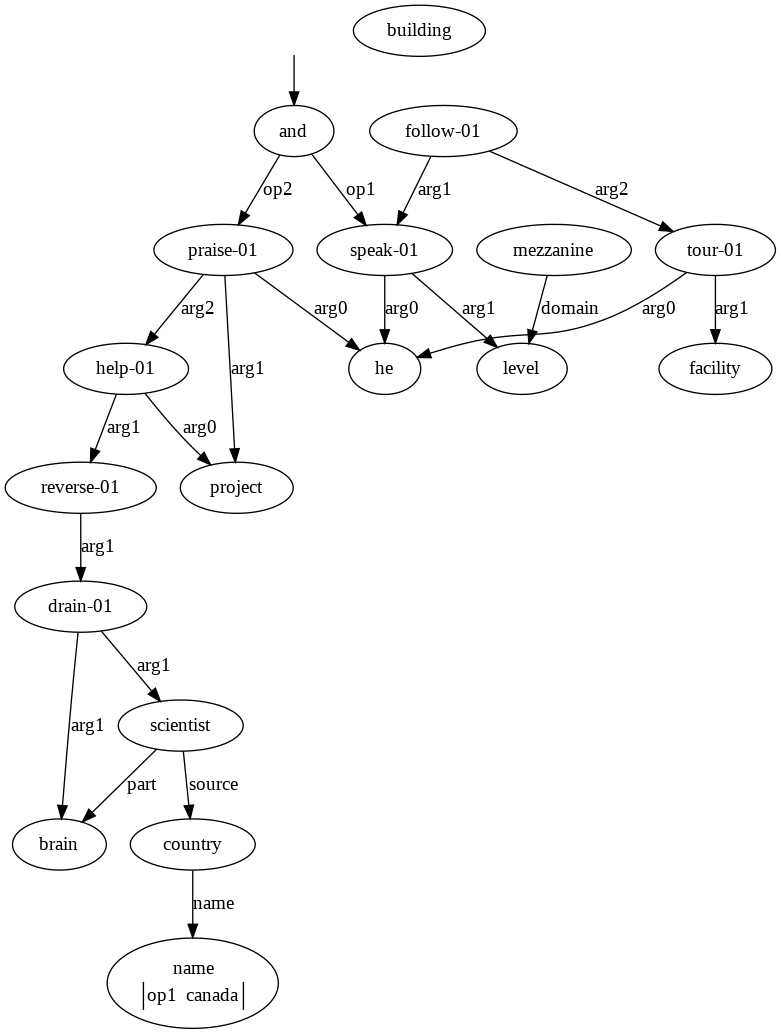 building
and
follow-01
op2
op1
arg1
arg2
praise-01
speak-01
mezzanine
tour-01
arg2
arg0
arg0
arg1
domain
arg0
arg1
help-01
arg1
he
level
facility
arg1
arg0
reverse-01
project
arg1
drain-01
arg1
arg1
scientist
part
source
brain
country
name
name
op1 canada